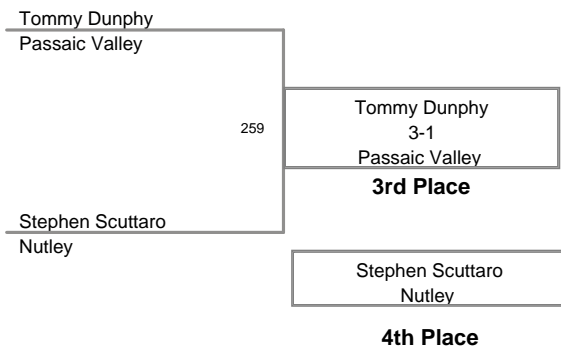 Tommy Dunphy
Passaic Valley
259
Tommy Dunphy
3-1
Passaic Valley
3rd Place
Stephen Scuttaro
Nutley
Stephen Scuttaro
Nutley
4th Place